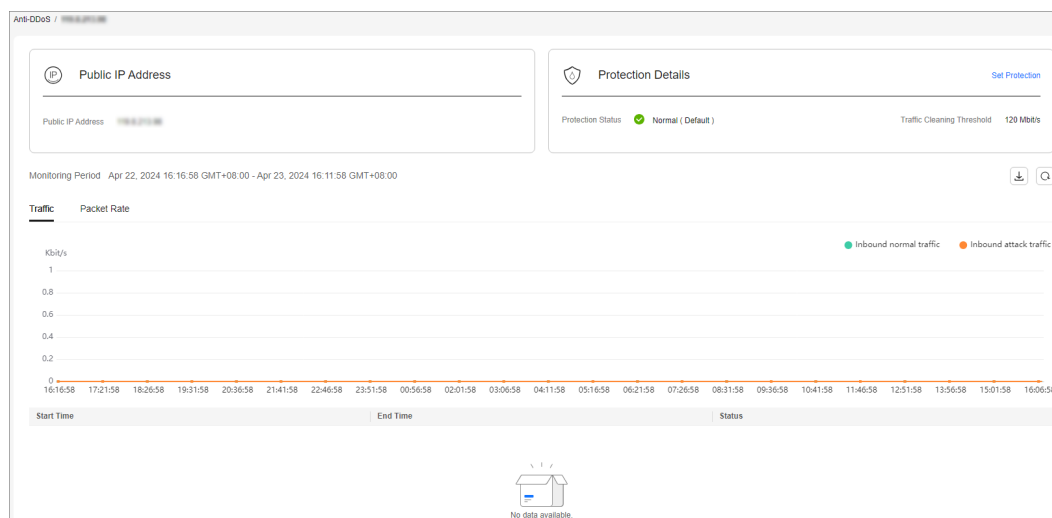 Anti-DDoS /
Public IP Address
Protection Details
Set Protection
Public IP Address
Protection Status Normal ( Default )
Traffic Cleaning Threshold 120 Mbit/s
Monitoring Period Apr 22, 2024 16:16:58 GMT+08:00 - Apr 23, 2024 16:11:58 GMT+08:00
Traffic Packet Rate
Inbound normal traffic Inbound attack traffic
Kbit/s
1
0.8
0.6
0.4
0.2
0
16:16:58 17:21:58 18:26:58 19:31:58 20:36:58 21:41:58 22:46:58 23:51:58 00:56:58 02:01:58 03:06:58 04:11:58 05:16:58 06:21:58 07:26:58 08:31:58 09:36:58 10:41:58 11:46:58 12:51:58 13:56:58 15:01:58 16:06:58
Start Time End Time Status
No data available.